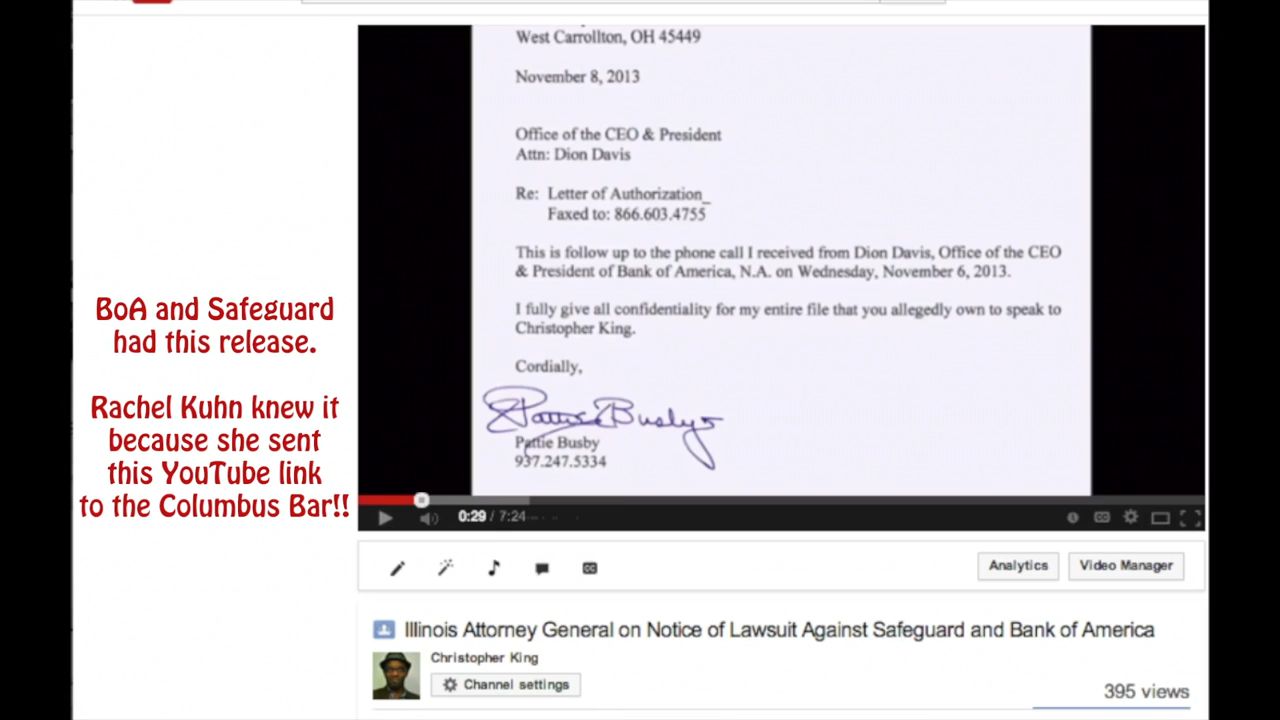 BoA and Safeguard
had this release.
Rachel Kuhn knew it
because she sent
this YouTube link
to the Columbus Bar!!
West Carrollton, OH 45449
November 8, 2013
Office of the CEO & President
Attn: Dion Davis
Re: Letter of Authorization_
Faxed to: 866.603.4755
This is follow up to the phone call I received from Dion Davis, Office of the CEO
& President of Bank of America, N.A. on Wednesday, November 6, 2013.
I fully give all confidentiality for my entire file that you allegedly own to speak to
Christopher King.
Cordially,
Pattie Busby
Pattie Busby
937.247.5334
0:29 / 7:24
Analytics
Video Manager
Illinois Attorney General on Notice of Lawsuit Against Safeguard and Bank of America
Christopher King
Channel settings
395 views